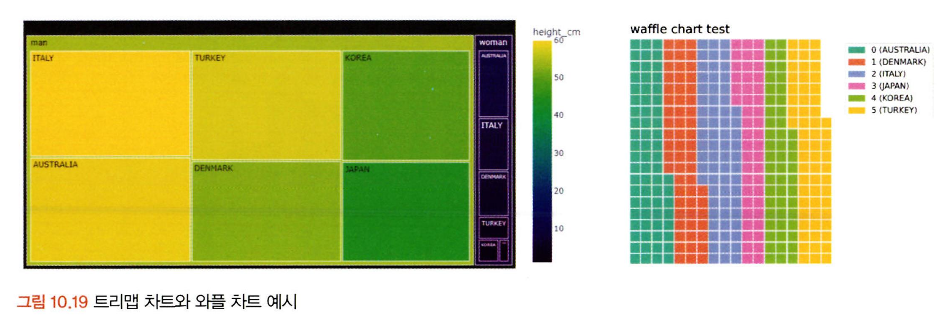 height_cm
man
woman
ITALY
TURKEY
KOREA
AUSTRALIA
DENMARK
JAPAN
AUSTRALIA
ITALY
DENMARK
TURKEY
KOREA
60
50
40
30
20
10
waffle chart test
0 (AUSTRALIA)
1 (DENMARK)
2 (ITALY)
3 (JAPAN)
4 (KOREA)
5 (TURKEY)
그림 10.19 트리맵 차트와 와플 차트 예시